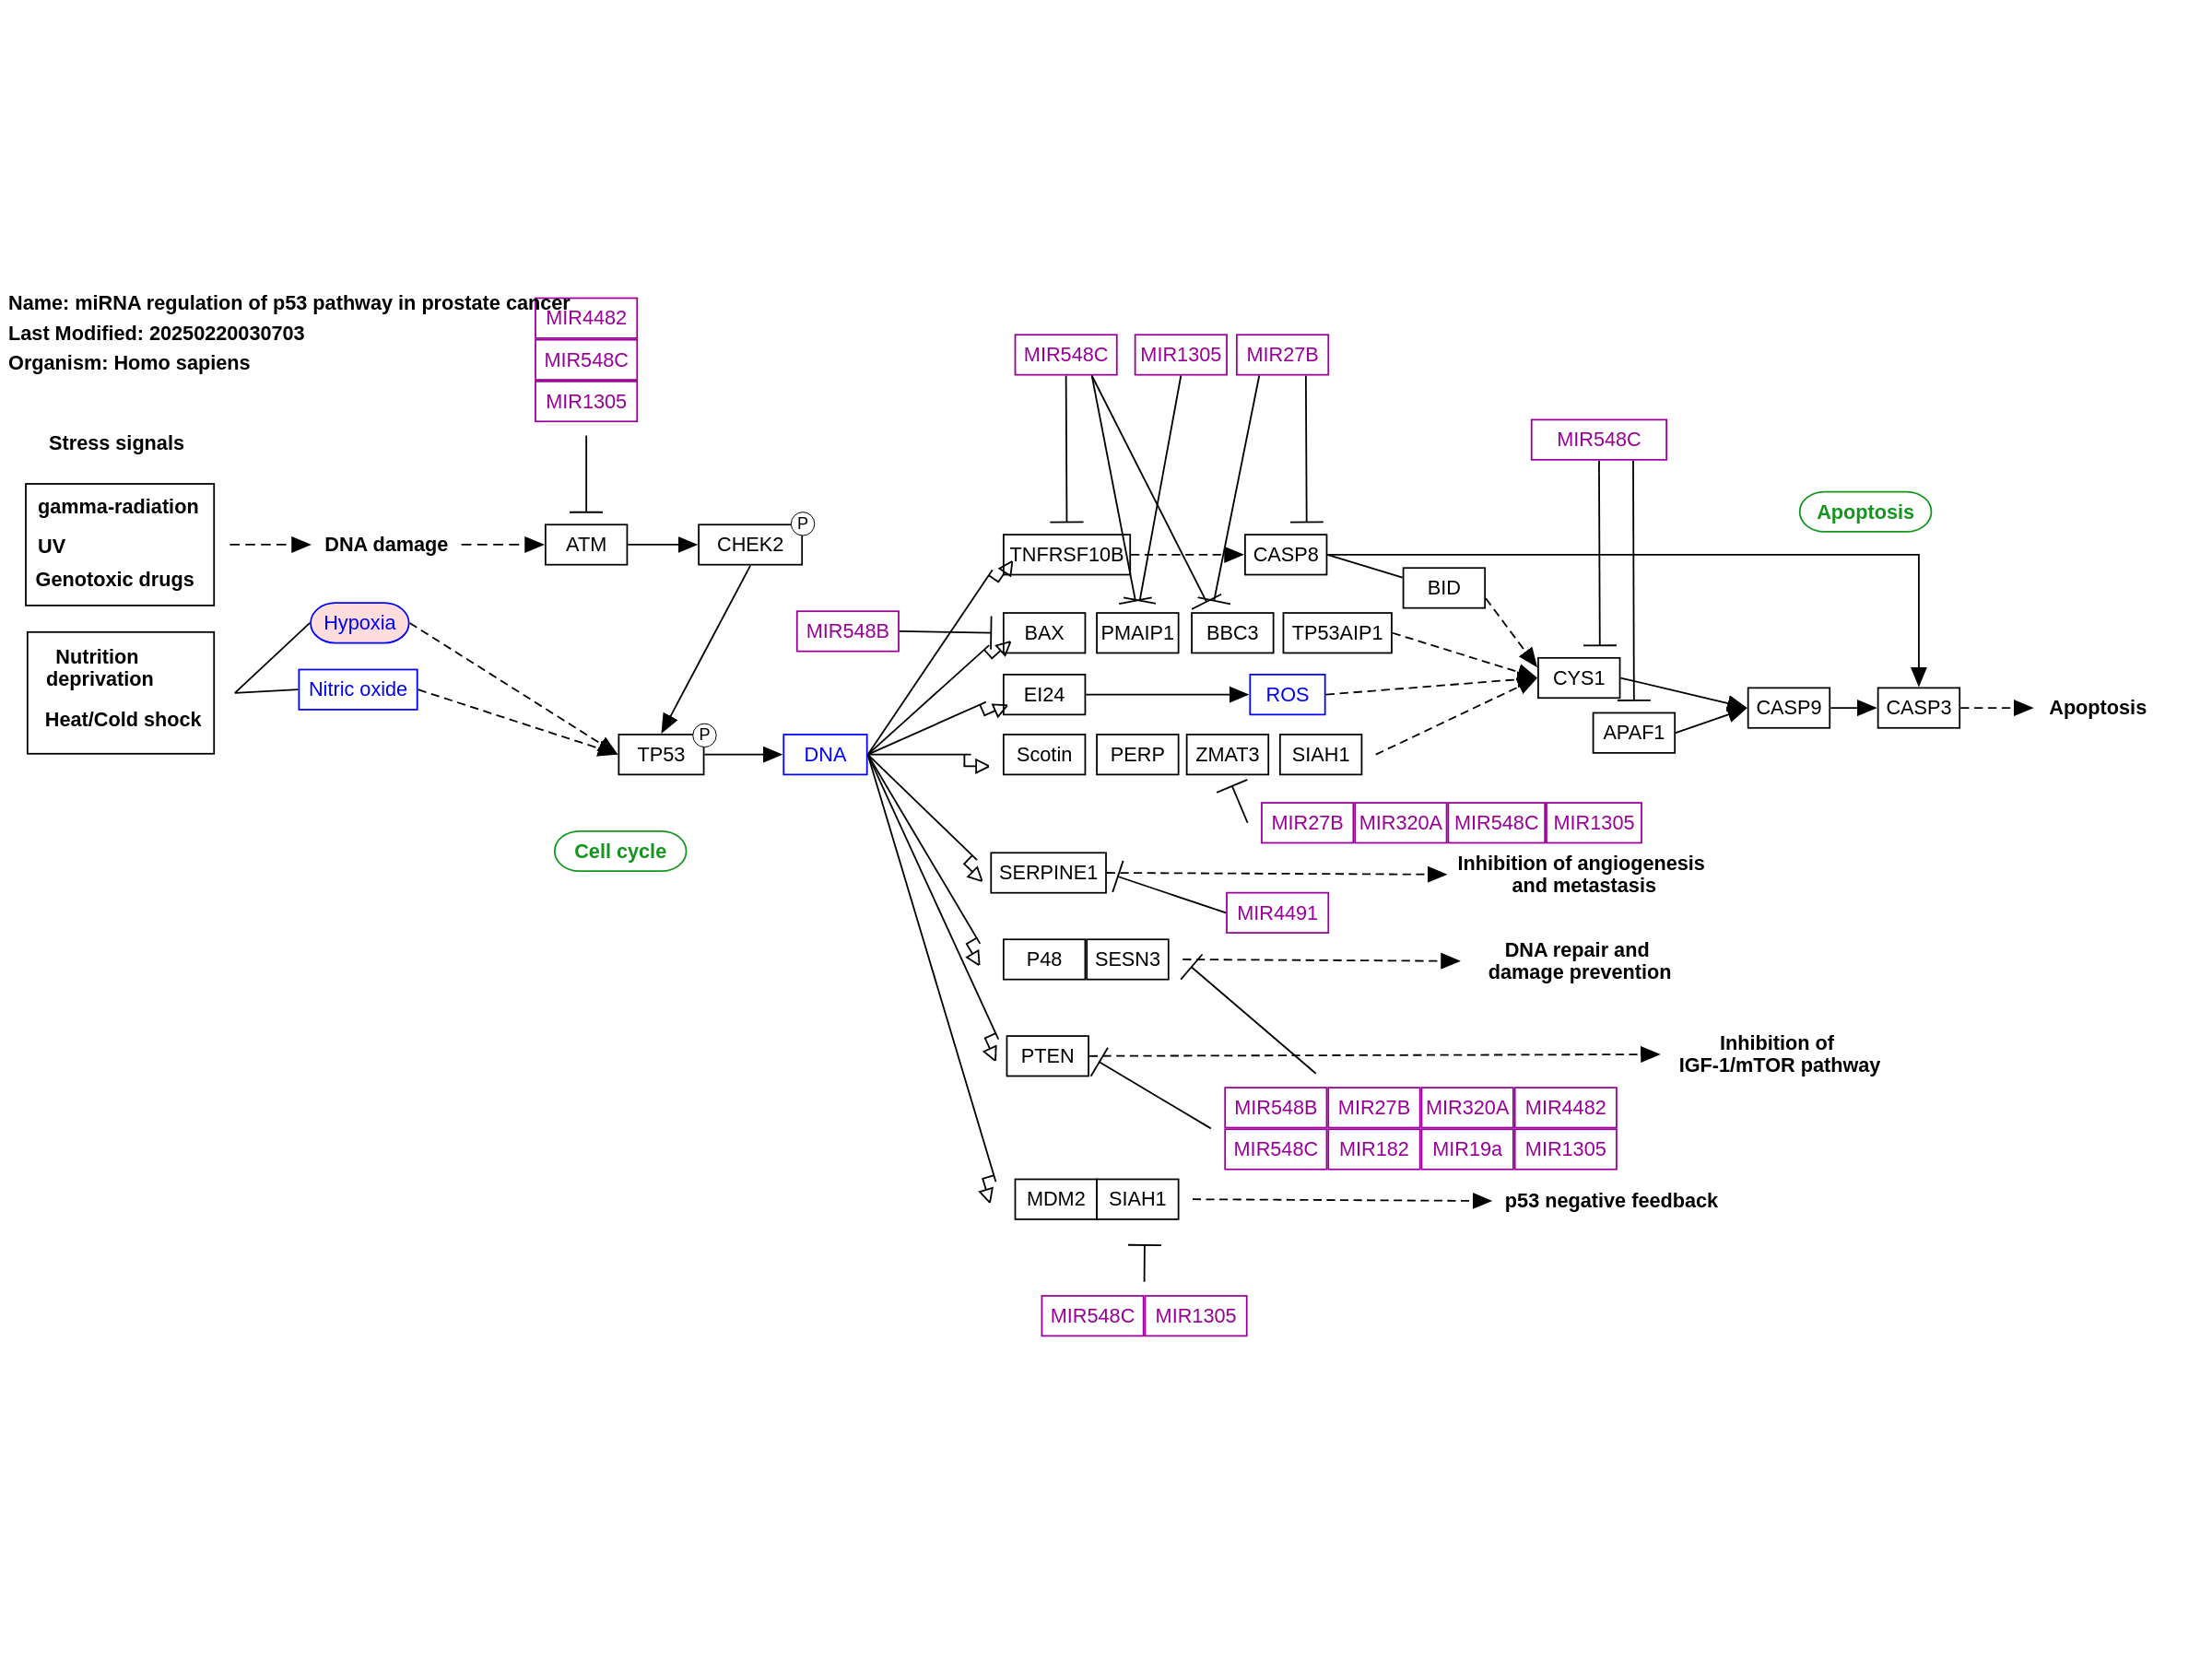 Name: miRNA regulation of p53 pathway in prostate cancer
Last Modified: 20250220030703
Organism: Homo sapiens
MIR4482
MIR548C
MIR1305
Stress signals
gamma-radiation
UV
Genotoxic drugs
DNA damage
ATM
CHEK2
P
Nutrition
deprivation
Heat/Cold shock
Hypoxia
Nitric oxide
TP53
P
DNA
Cell cycle
MIR548C
MIR1305
MIR27B
MIR548C
Apoptosis
TNFRSF10B
CASP8
BID
MIR548B
BAX
PMAIP1
BBC3
TP53AIP1
CYS1
EI24
ROS
CASP9
CASP3
Apoptosis
APAF1
Scotin
PERP
ZMAT3
SIAH1
MIR27B
MIR320A
MIR548C
MIR1305
SERPINE1
Inhibition of angiogenesis
and metastasis
MIR4491
P48
SESN3
DNA repair and
damage prevention
PTEN
Inhibition of
IGF-1/mTOR pathway
MIR548B
MIR27B
MIR320A
MIR4482
MIR548C
MIR182
MIR19a
MIR1305
MDM2
SIAH1
p53 negative feedback
MIR548C
MIR1305